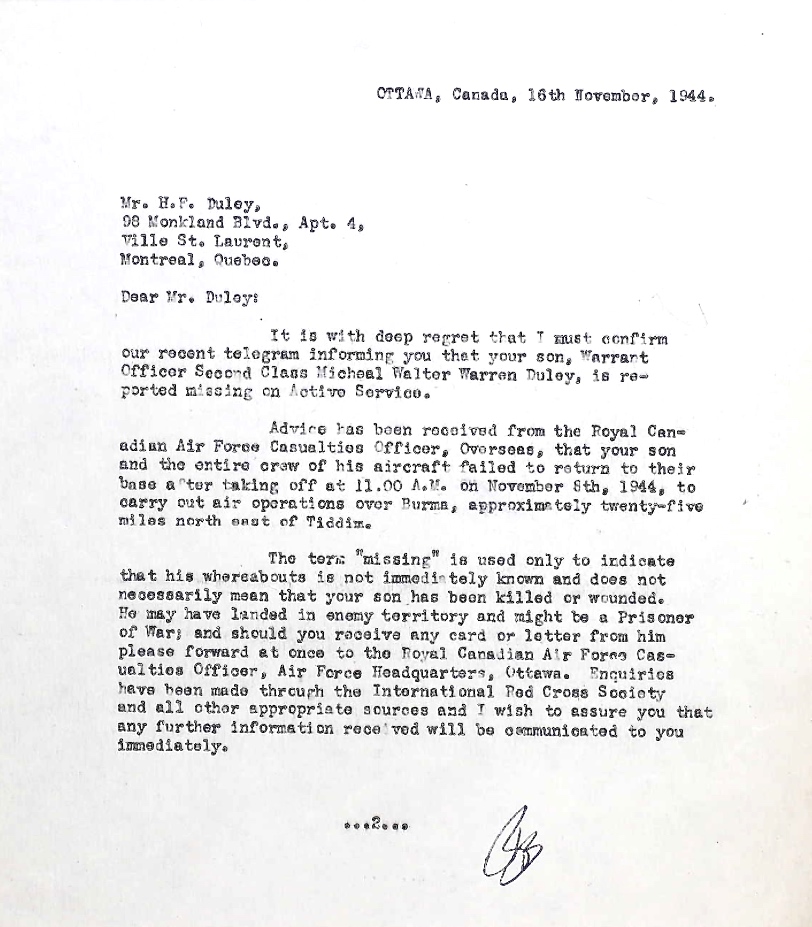 OTTAWA, Canada, 16th November, 1944.
Mr. H.F. Duley,
98 Monkland Blvd., Apt. 4,
Ville St. Laurent,
Montreal, Quebec.
Dear Mr. Duley:
It is with deep regret that I must confirm
our recent telegram informing you that your son, Warrant
Officer Second Class Micheal Walter Warren Duley, is re-
ported missing on Active Service.
Advice has been received from the Royal Can-
adian Air Force Casualties Officer, Overseas, that your son
and the entire crew of his aircraft failed to return to their
base after taking off at 11.00 A.M. on November 8th, 1944, to
carry out air operations over Burma, approximately twenty-five
miles north east of Tiddim.
The term "missing" is used only to indicate
that his whereabouts is not immediately known and does not
necessarily mean that your son has been killed or wounded.
He may have landed in enemy territory and might be a Prisoner
of War; and should you receive any card or letter from him
please forward at once to the Royal Canadian Air Force Cas-
ualties Officer, Air Force Headquarters, Ottawa. Enquiries
have been made through the International Red Cross Society
and all other appropriate sources and I wish to assure you that
any further information received will be communicated to you
immediately.
...2...